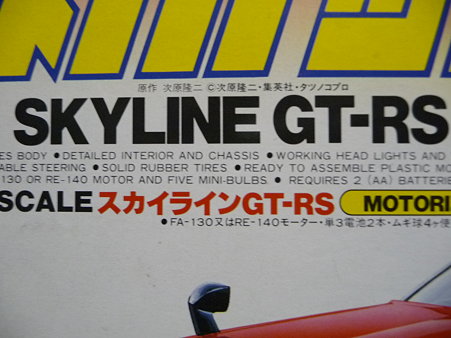 原作 次原隆二 ©次原隆二・集英社・タツノコプロ
SKYLINE GT-RS
ES BODY ● DETAILED INTERIOR AND CHASSIS ● WORKING HEAD LIGHTS AND
ABLE STEERING ● SOLID RUBBER TIRES ● READY TO ASSEMBLE PLASTIC MO
130 OR RE-140 MOTOR AND FIVE MINI-BULBS. ● REQUIRES 2 (AA) BATTERIE
SCALE スカイラインGT-RS MOTORI
●FA-130又はRE-140モーター・単3電池2本・ムギ球4ヶ使